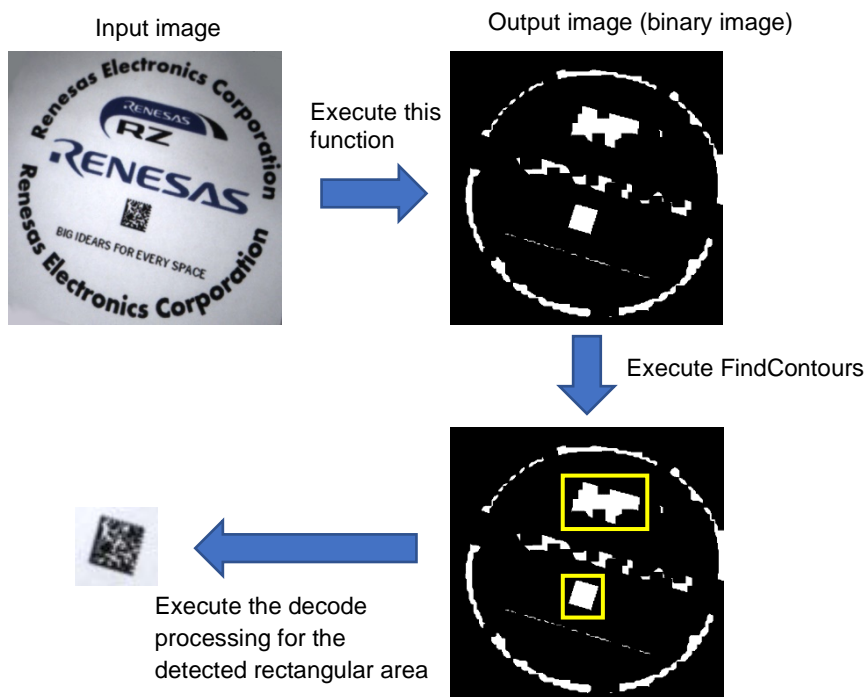 Input image
Output image (binary image)
Renesas Electronics Corporation
RENESAS
RZ
RENESAS
BIG IDEARS FOR EVERY SPACE
Renesas Electronics Corporation
Execute this
function
Execute FindContours
Execute the decode
processing for the
detected rectangular area